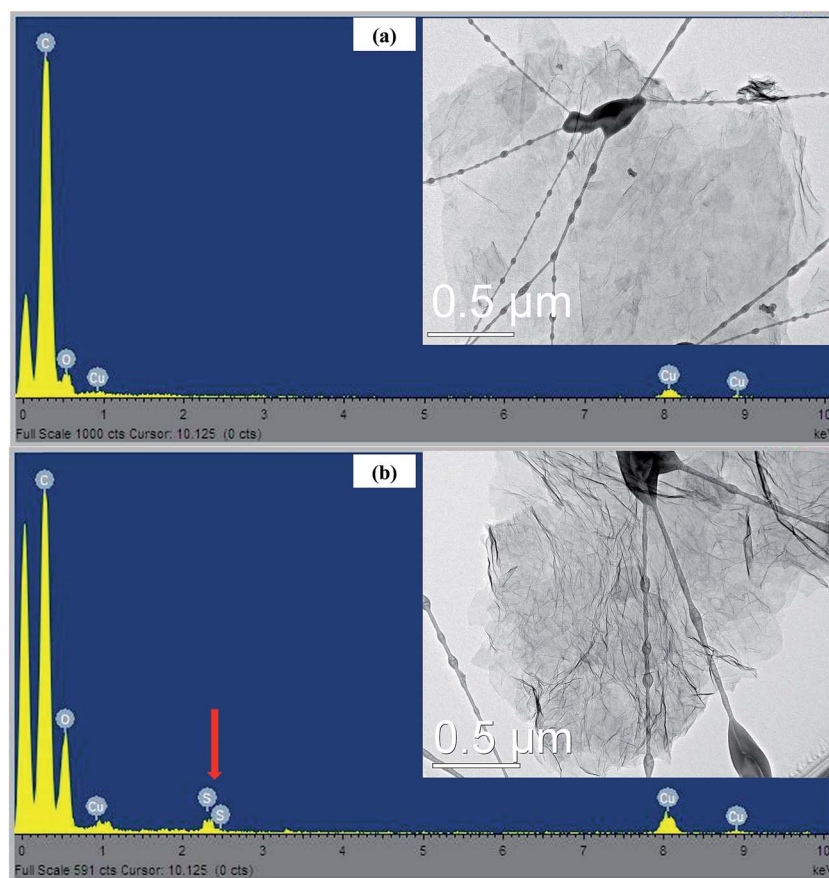 (a)
C
O
Cu
Cu
Cu
0.5 µm
0 1 2 3 4 5 6 7 8 9 10
Full Scale 1000 cts Cursor: 10.125 (0 cts)
keV
(b)
C
O
Cu
S
S
Cu
Cu
0.5 µm
0 1 2 3 4 5 6 7 8 9 10
Full Scale 591 cts Cursor: 10.125 (0 cts)